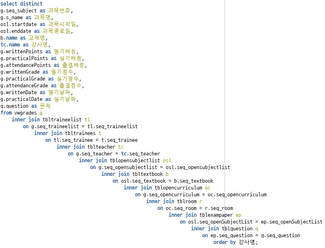 select distinct
g.seq_subject as 과목번호,
g.s_name as 과목명,
osl.startdate as 과목시작일,
osl.enddate as 과목종료일,
b.name as 교재명,
tc.name as 강사명,
g.writtenPoints as 필기배점,
g.practicalPoints as 실기배점,
g.attendancePoints as 출결배점,
g.writtenGrade as 필기점수,
g.practicalGrade as 실기점수,
g.attendanceGrade as 출결점수,
g.writtenDate as 필기날짜,
g.practicalDate as 실기날짜,
q.question as 문제
from vwgrades g
inner join tbltraineelist tl
on g.seq_traineelist = tl.seq_traineelist
inner join tbltrainees t
on tl.seq_trainee = t.seq_trainee
inner join tblteacher tc
on g.seq_teacher = tc.seq_teacher
inner join tblopensubjectlist osl
on g.seq_opensubjectlist = osl.seq_opensubjectlist
inner join tbltextbook b
on osl.seq_textbook = b.seq_textbook
inner join tblopencurriculum oc
on g.seq_opencurriculum = oc.seq_opencurriculum
inner join tblroom r
on oc.seq_room = r.seq_room
inner join tblexampaper ep
on osl.seq_openSubjectList = ep.seq_openSubjectList
inner join tblquestion q
on ep.seq_question = q.seq_question
order by 강사명;